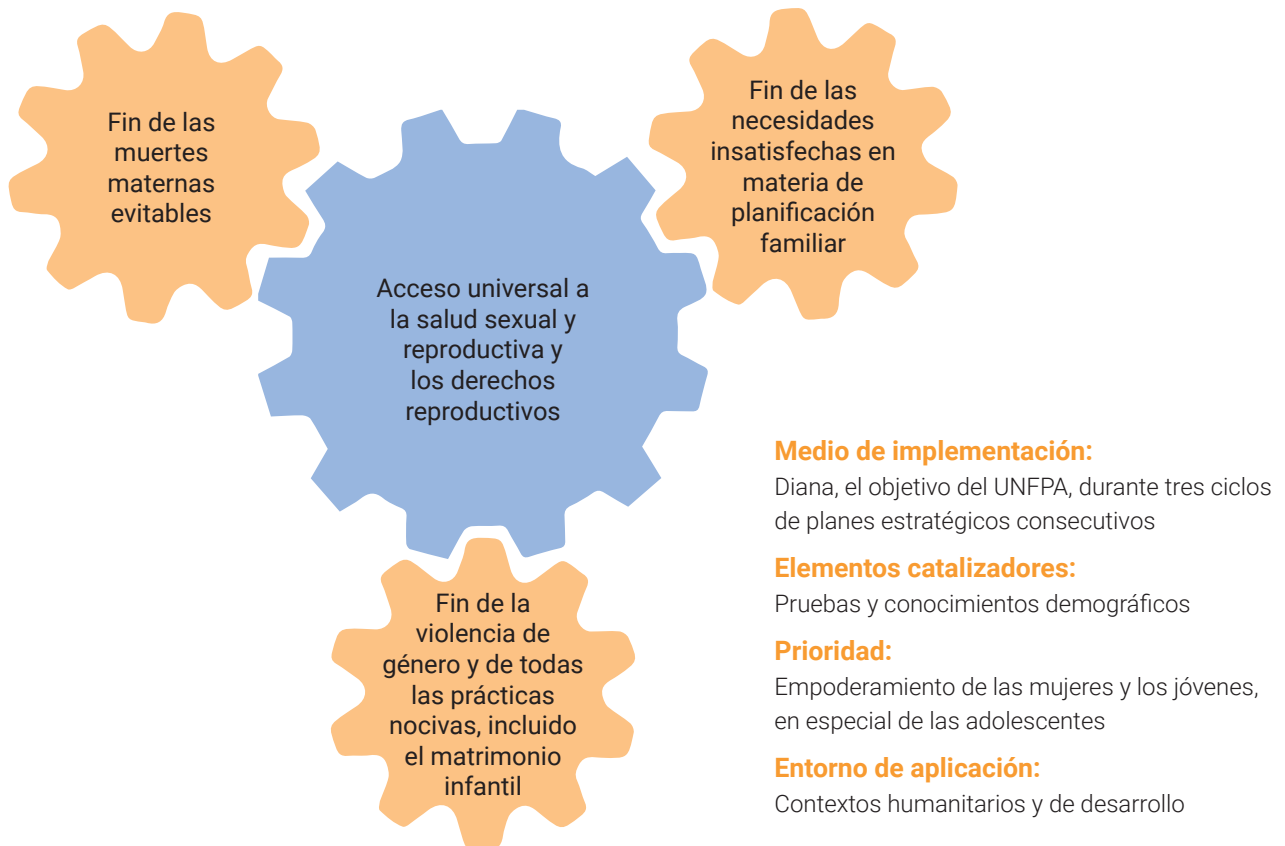 Fin de las
muertes
maternas
evitables
Fin de las
necesidades
insatisfechas en
materia de
planificación
familiar
Acceso universal a
la salud sexual y
reproductiva y
los derechos
reproductivos
Fin de la
violencia de
género y de todas
las prácticas
nocivas, incluido
el matrimonio
infantil
Medio de implementación:
Diana, el objetivo del UNFPA, durante tres ciclos
de planes estratégicos consecutivos
Elementos catalizadores:
Pruebas y conocimientos demográficos
Prioridad:
Empoderamiento de las mujeres y los jóvenes,
en especial de las adolescentes
Entorno de aplicación:
Contextos humanitarios y de desarrollo